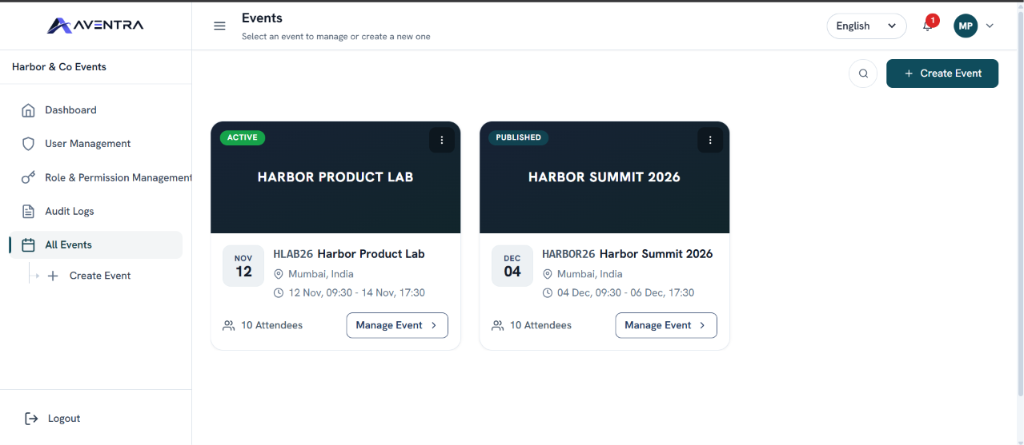 AVENTRA
Events
Select an event to manage or create a new one
English
1
MP
Harbor & Co Events
Dashboard
User Management
Role & Permission Management
Audit Logs
All Events
Create Event
Logout
Create Event
ACTIVE
HARBOR PRODUCT LAB
NOV
12
HLAB26 Harbor Product Lab
Mumbai, India
12 Nov, 09:30 - 14 Nov, 17:30
10 Attendees
Manage Event
PUBLISHED
HARBOR SUMMIT 2026
DEC
04
HARBOR26 Harbor Summit 2026
Mumbai, India
04 Dec, 09:30 - 06 Dec, 17:30
10 Attendees
Manage Event